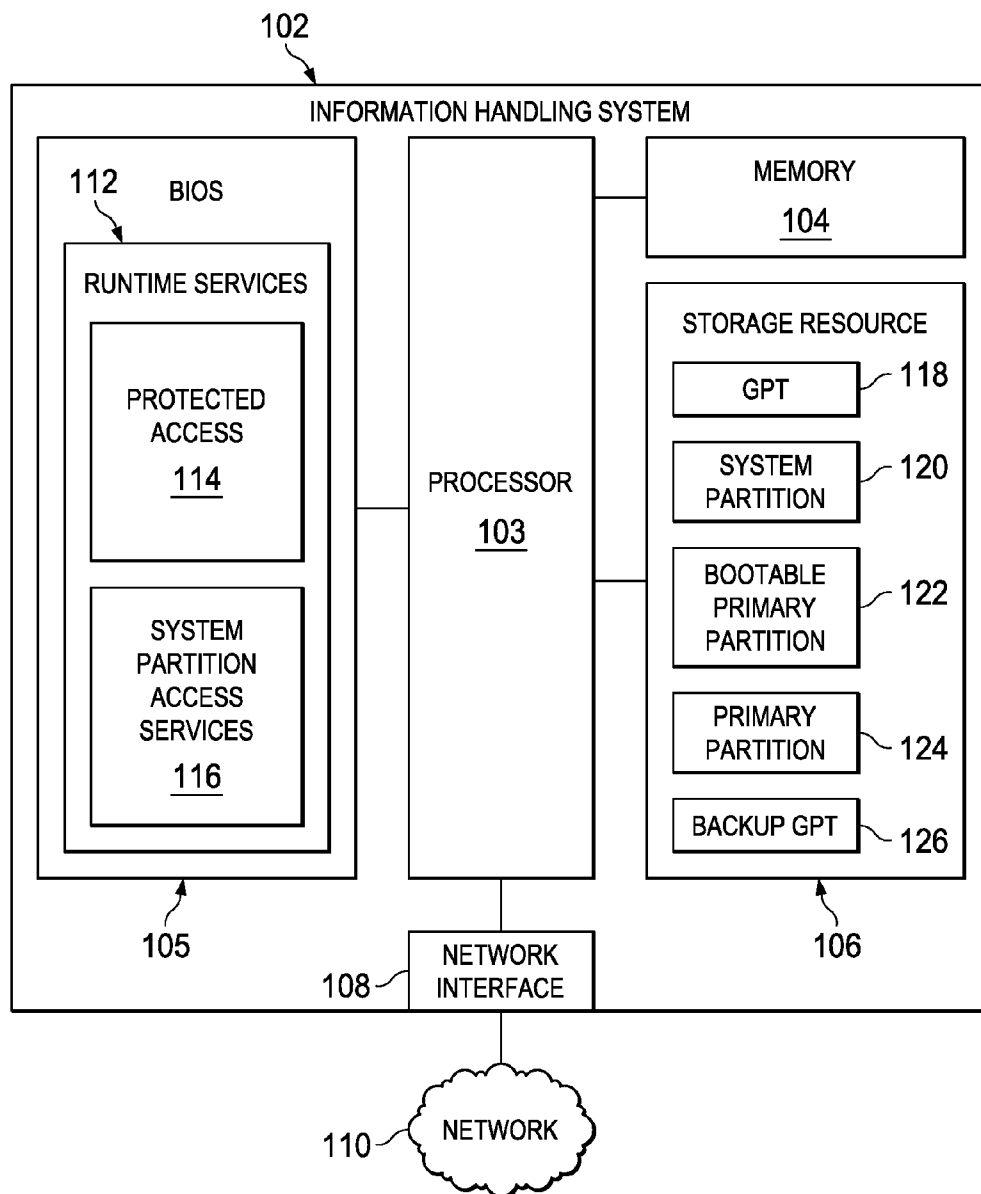 102
INFORMATION HANDLING SYSTEM
112
BIOS
RUNTIME SERVICES
PROTECTED
ACCESS
114
SYSTEM
PARTITION
ACCESS
SERVICES
116
105
PROCESSOR
103
MEMORY
104
STORAGE RESOURCE
GPT
118
SYSTEM
PARTITION
120
BOOTABLE
PRIMARY
PARTITION
122
PRIMARY
PARTITION
124
BACKUP GPT
126
106
108
NETWORK
INTERFACE
110
NETWORK